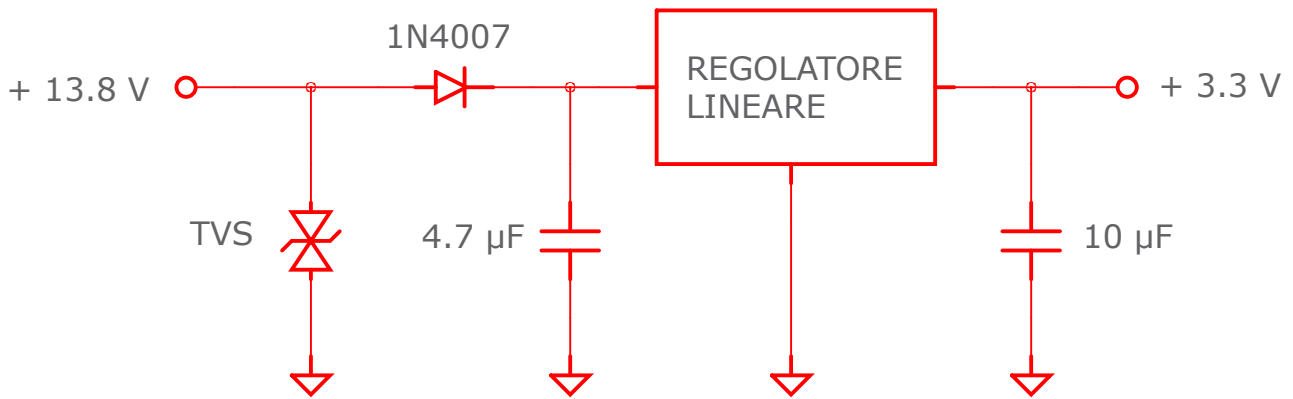 1N4007
+ 13.8 V
REGOLATORE
LINEARE
+ 3.3 V
TVS
4.7 µF
10 µF